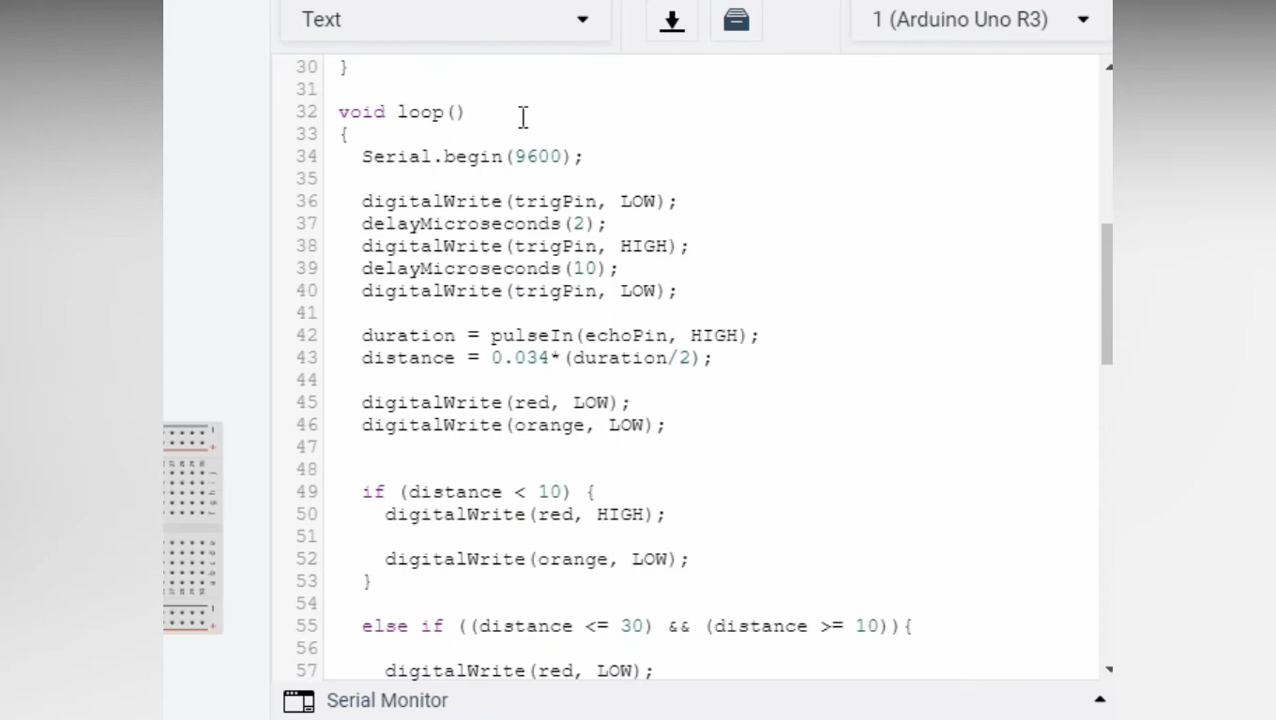 Text
1 (Arduino Uno R3)
30 }
31
32 void loop()
33 {
34   Serial.begin(9600);
35
36   digitalWrite(trigPin, LOW);
37   delayMicroseconds(2);
38   digitalWrite(trigPin, HIGH);
39   delayMicroseconds(10);
40   digitalWrite(trigPin, LOW);
41
42   duration = pulseIn(echoPin, HIGH);
43   distance = 0.034*(duration/2);
44
45   digitalWrite(red, LOW);
46   digitalWrite(orange, LOW);
47
48
49   if (distance < 10) {
50     digitalWrite(red, HIGH);
51
52     digitalWrite(orange, LOW);
53   }
54
55   else if ((distance <= 30) && (distance >= 10)){
56
57     digitalWrite(red, LOW);
Serial Monitor